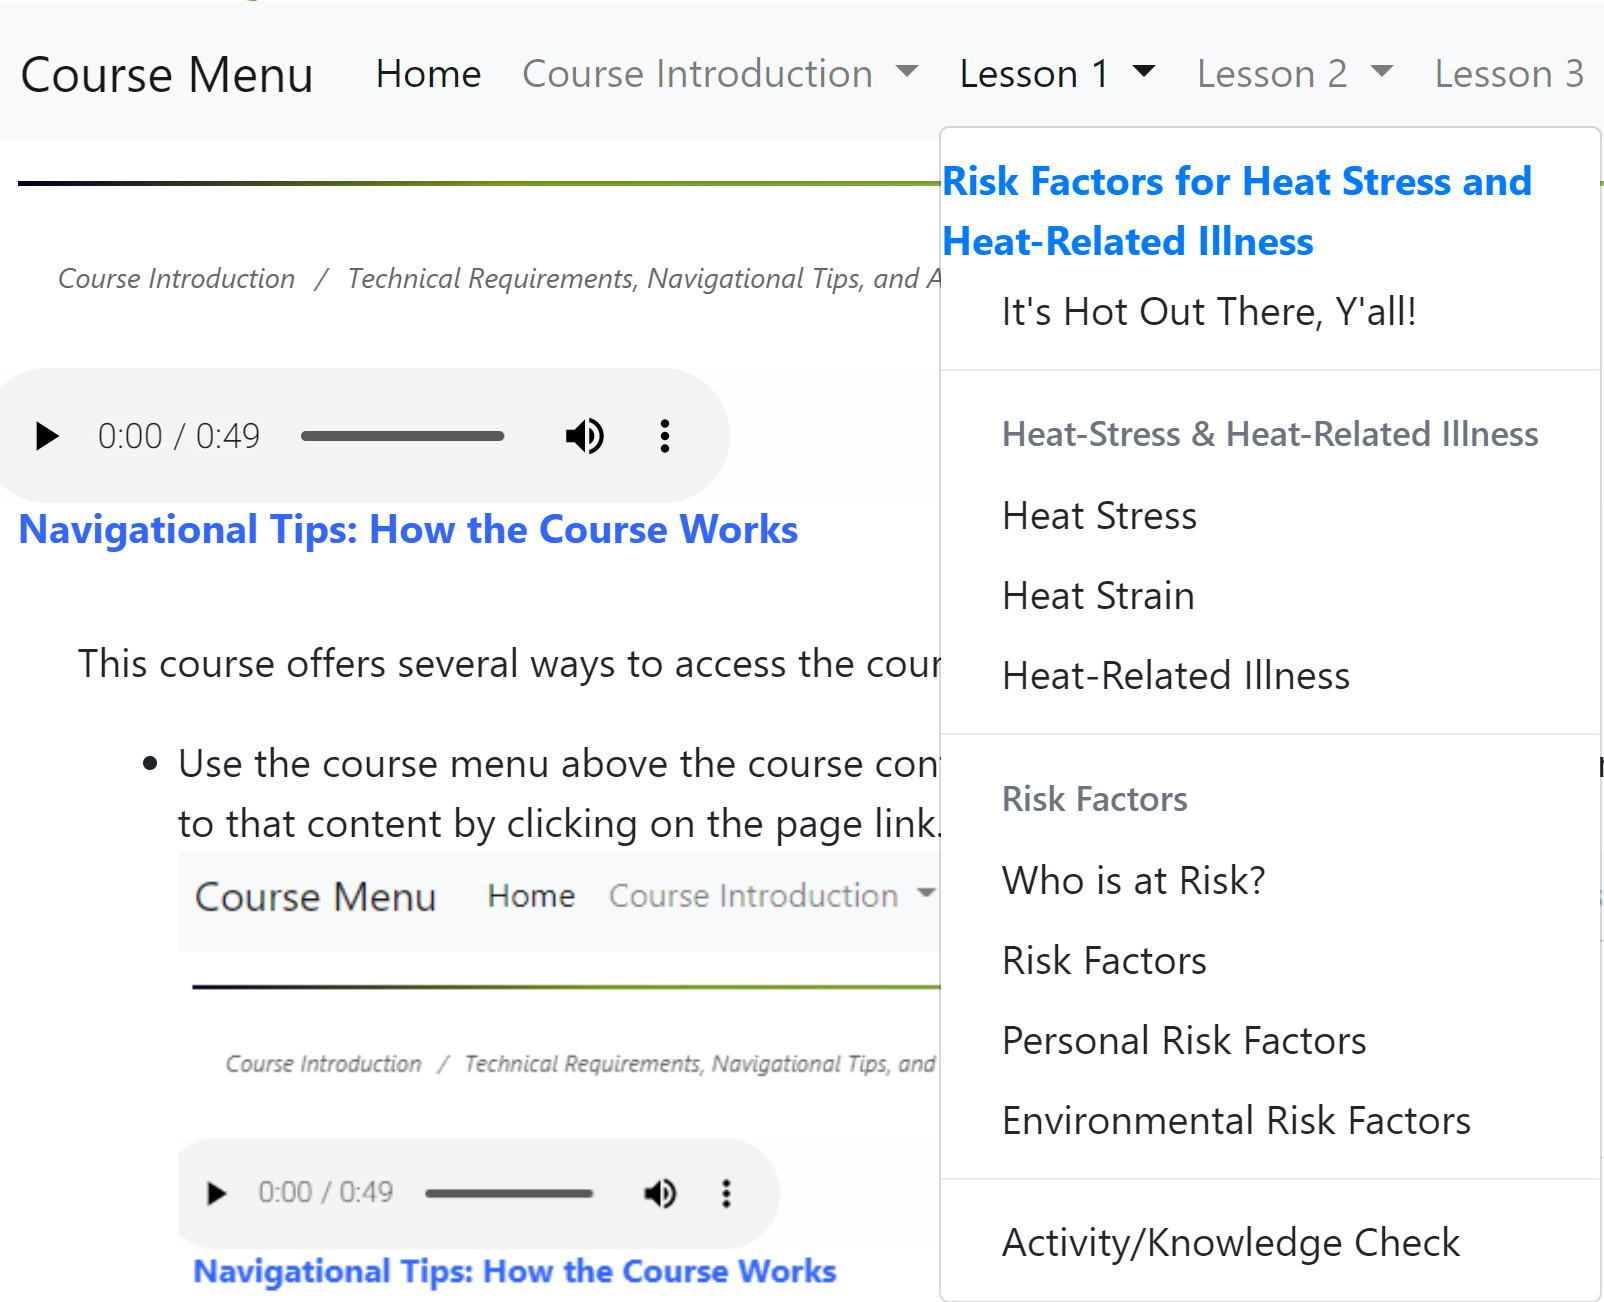 Course Menu Home Course Introduction Lesson 1 Lesson 2 Lesson 3
Risk Factors for Heat Stress and
Heat-Related Illness
It's Hot Out There, Y'all!
Heat-Stress & Heat-Related Illness
Heat Stress
Heat Strain
Heat-Related Illness
Risk Factors
Who is at Risk?
Risk Factors
Personal Risk Factors
Environmental Risk Factors
Activity/Knowledge Check
Course Introduction / Technical Requirements, Navigational Tips, and A
0:00 / 0:49
Navigational Tips: How the Course Works
This course offers several ways to access the cour
• Use the course menu above the course con
to that content by clicking on the page link.
Course Menu Home Course Introduction
Course Introduction / Technical Requirements, Navigational Tips, and
0:00 / 0:49
Navigational Tips: How the Course Works